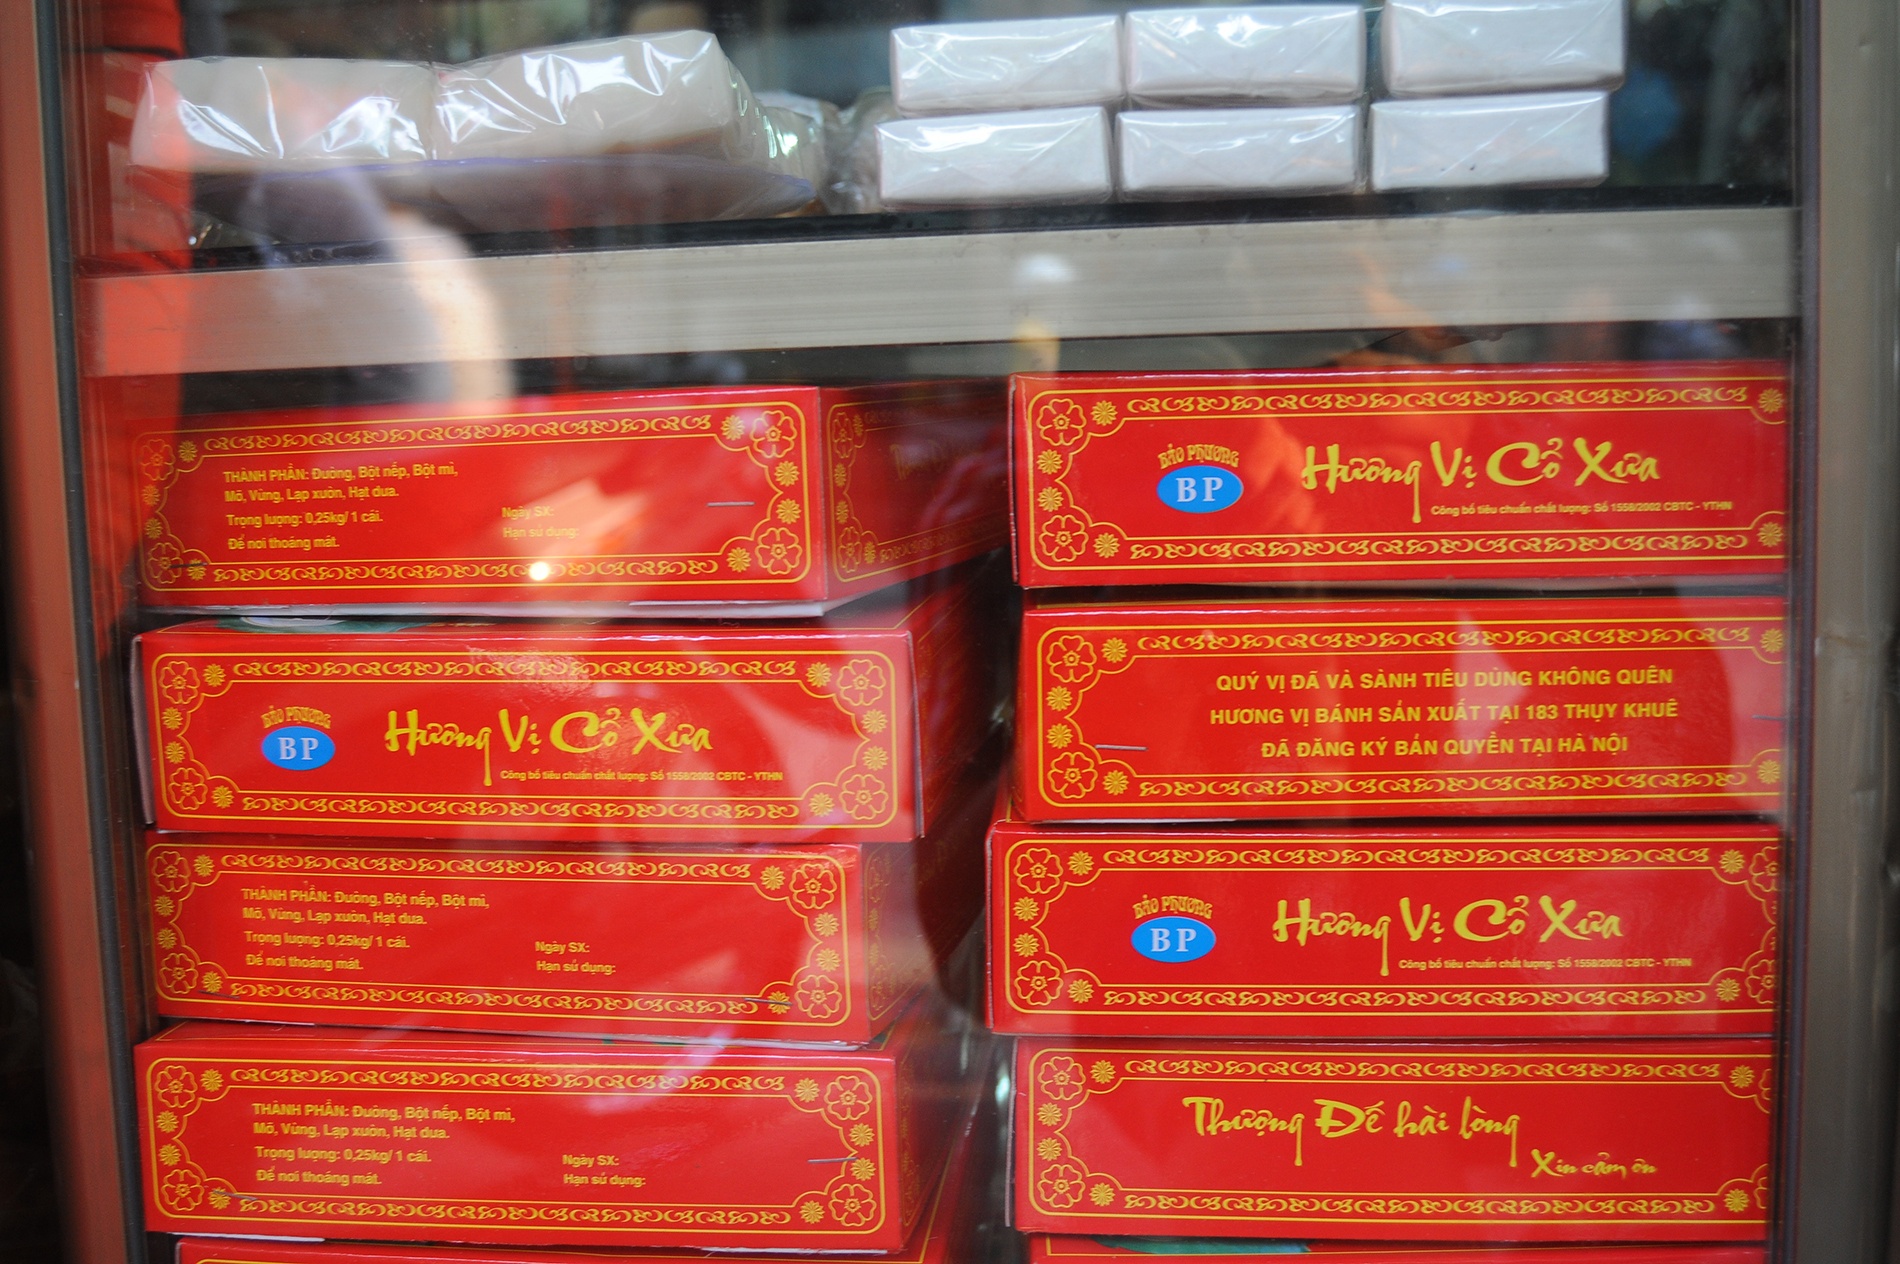 THÀNH PHẦN: Đường, Bột nếp, Bột mì,
Mỡ, Vừng, Lạp xuờn, Hạt dưa.
Trọng lượng: 0,25kg/ 1 cái.
Để nơi thoáng mát.
Ngày SX:
Hạn sử dụng:
BẢO PHƯƠNG
BP
Hương Vị Cổ Xưa
Công bố tiêu chuẩn chất lượng: Số 1558/2002 CBTC - YTHN
BẢO PHƯƠNG
BP
Hương Vị Cổ Xưa
Công bố tiêu chuẩn chất lượng: Số 1558/2002 CBTC - YTHN
QUÝ VỊ ĐÃ VÀ SÀNH TIÊU DÙNG KHÔNG QUÊN
HƯƠNG VỊ BÁNH SẢN XUẤT TẠI 183 THỤY KHUÊ
ĐÃ ĐĂNG KÝ BẢN QUYỀN TẠI HÀ NỘI
THÀNH PHẦN: Đường, Bột nếp, Bột mì,
Mỡ, Vừng, Lạp xuờn, Hạt dưa.
Trọng lượng: 0,25kg/ 1 cái.
Để nơi thoáng mát.
Ngày SX:
Hạn sử dụng:
BẢO PHƯƠNG
BP
Hương Vị Cổ Xưa
Công bố tiêu chuẩn chất lượng: Số 1558/2002 CBTC - YTHN
THÀNH PHẦN: Đường, Bột nếp, Bột mì,
Mỡ, Vừng, Lạp xuờn, Hạt dưa.
Trọng lượng: 0,25kg/ 1 cái.
Để nơi thoáng mát.
Ngày SX:
Hạn sử dụng:
Thượng Đế hài lòng
Xin cảm ơn